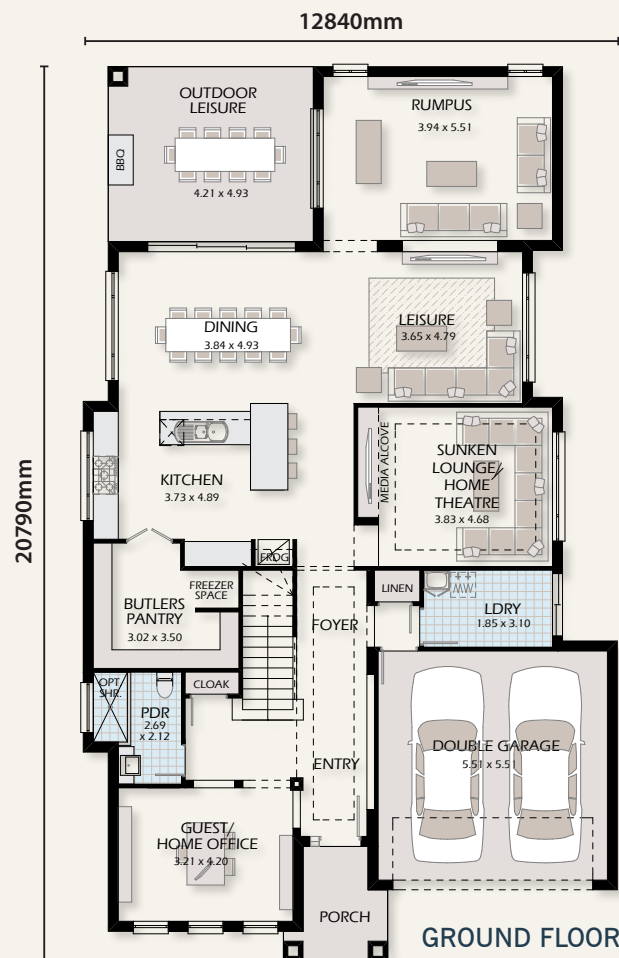 12840mm
20790mm
OUTDOOR
LEISURE
BBQ
4.21 x 4.93
RUMPUS
3.94 x 5.51
DINING
3.84 x 4.93
LEISURE
3.65 x 4.79
KITCHEN
3.73 x 4.89
MEDIA ALCOVE
SUNKEN
LOUNGE/
HOME
THEATRE
3.83 x 4.68
FRDG
FREEZER
SPACE
BUTLERS
PANTRY
3.02 x 3.50
LINEN
LDRY
1.85 x 3.10
FOYER
OPT.
SHR.
CLOAK
PDR
2.69
x 2.12
ENTRY
DOUBLE GARAGE
5.51 x 5.51
GUEST/
HOME OFFICE
3.21 x 4.20
PORCH
GROUND FLOOR